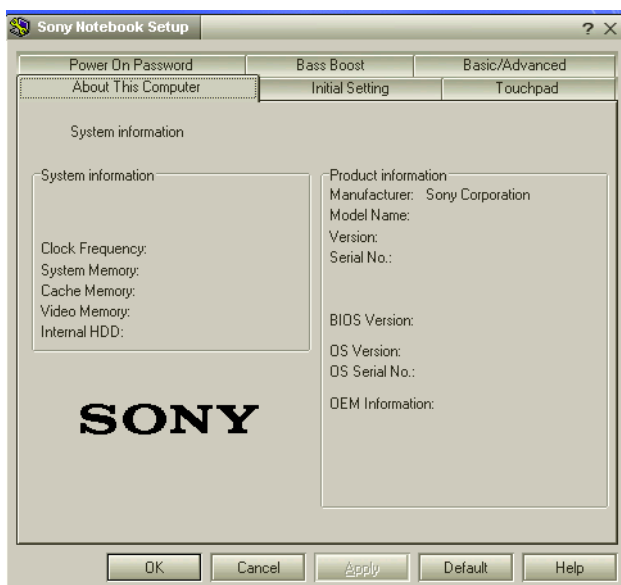 Sony Notebook Setup
Power On Password Bass Boost Basic/Advanced
About This Computer Initial Setting Touchpad
System information
System information
Clock Frequency:
System Memory:
Cache Memory:
Video Memory:
Internal HDD:
Product information
Manufacturer: Sony Corporation
Model Name:
Version:
Serial No.:
BIOS Version:
OS Version:
OS Serial No.:
OEM Information:
SONY
OK Cancel Apply Default Help